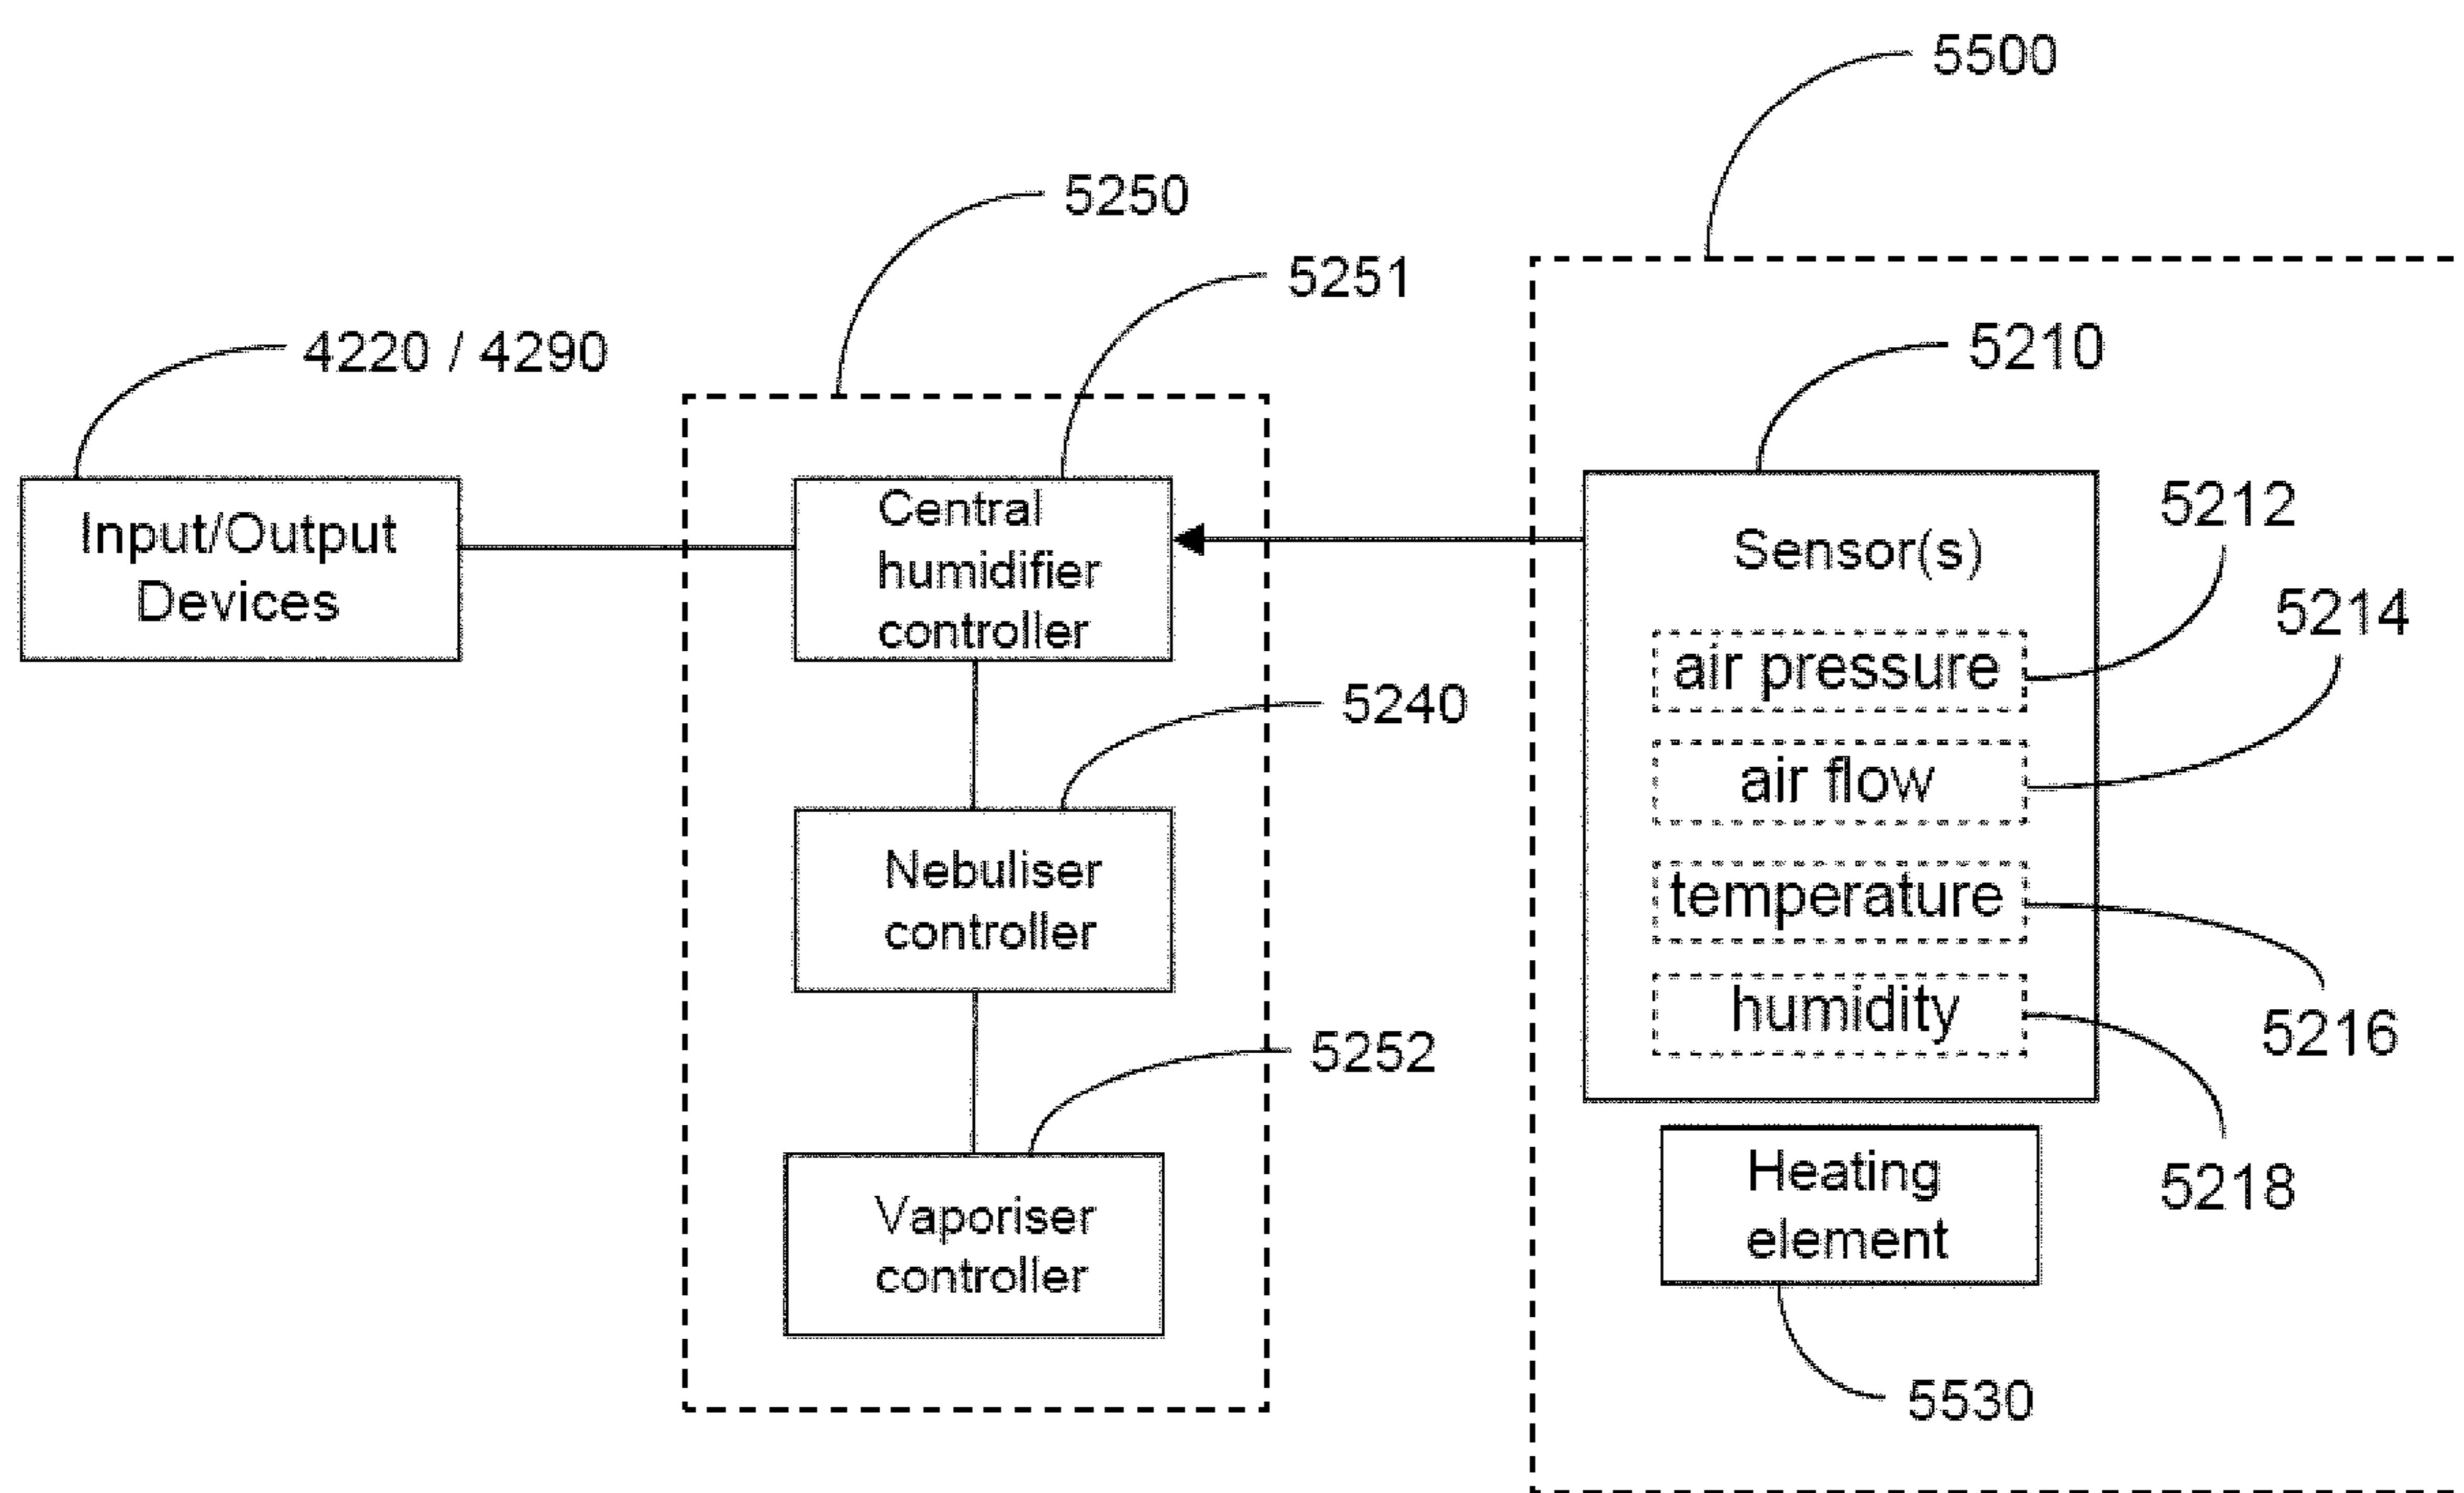 5500
5250
5251
4220 / 4290
5210
Input/Output
Devices
Central
humidifier
controller
Sensor(s)
5212
air pressure
5214
5240
air flow
Nebuliser
controller
temperature
5216
humidity
5252
5218
Vaporiser
controller
Heating
element
5530